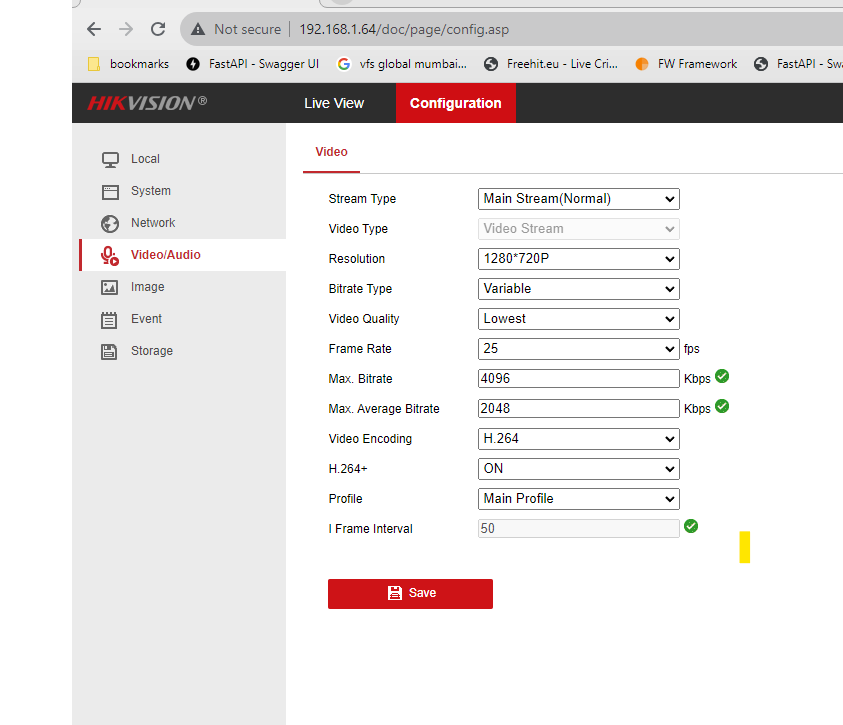 Not secure 192.168.1.64/doc/page/config.asp
bookmarks FastAPI - Swagger UI vfs global mumbai... Freehit.eu - Live Cri... FW Framework FastAPI - Swa
HIKVISION® Live View Configuration
Local
System
Network
Video/Audio
Image
Event
Storage
Video
Stream Type Main Stream(Normal)
Video Type Video Stream
Resolution 1280*720P
Bitrate Type Variable
Video Quality Lowest
Frame Rate 25 fps
Max. Bitrate 4096 Kbps
Max. Average Bitrate 2048 Kbps
Video Encoding H.264
H.264+ ON
Profile Main Profile
I Frame Interval 50
Save